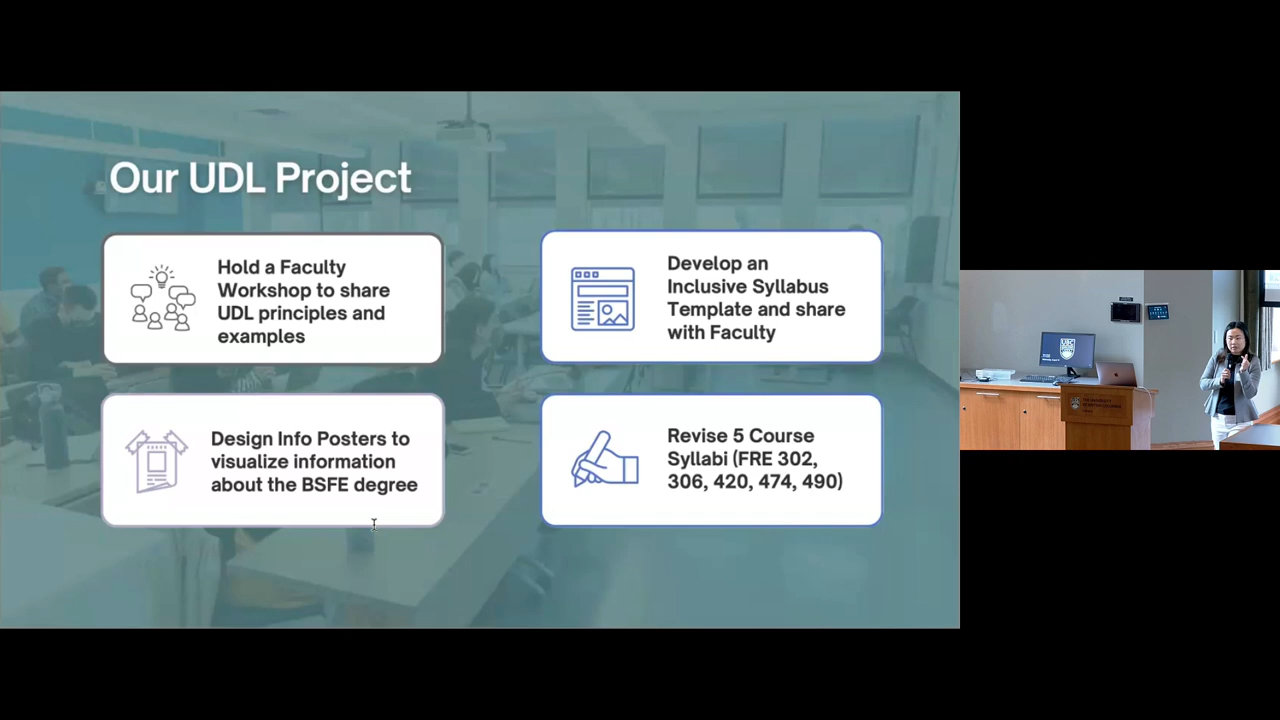 Our UDL Project
Hold a Faculty
Workshop to share
UDL principles and
examples
Develop an
Inclusive Syllabus
Template and share
with Faculty
Design Info Posters to
visualize information
about the BSFE degree
Revise 5 Course
Syllabi (FRE 302,
306, 420, 474, 490)
UBC